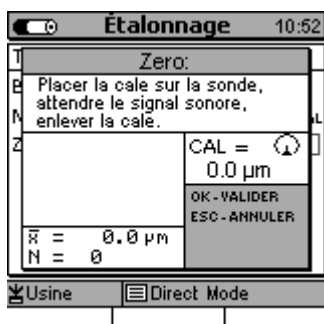 Étalonnage 10:52
Zero:
Placer la cale sur la sonde,
attendre le signal sonore,
enlever la cale.
CAL =
0.0 µm
OK-VALIDER
ESC-ANNULER
x̅ = 0.0 µm
N = 0
Usine
Direct Mode